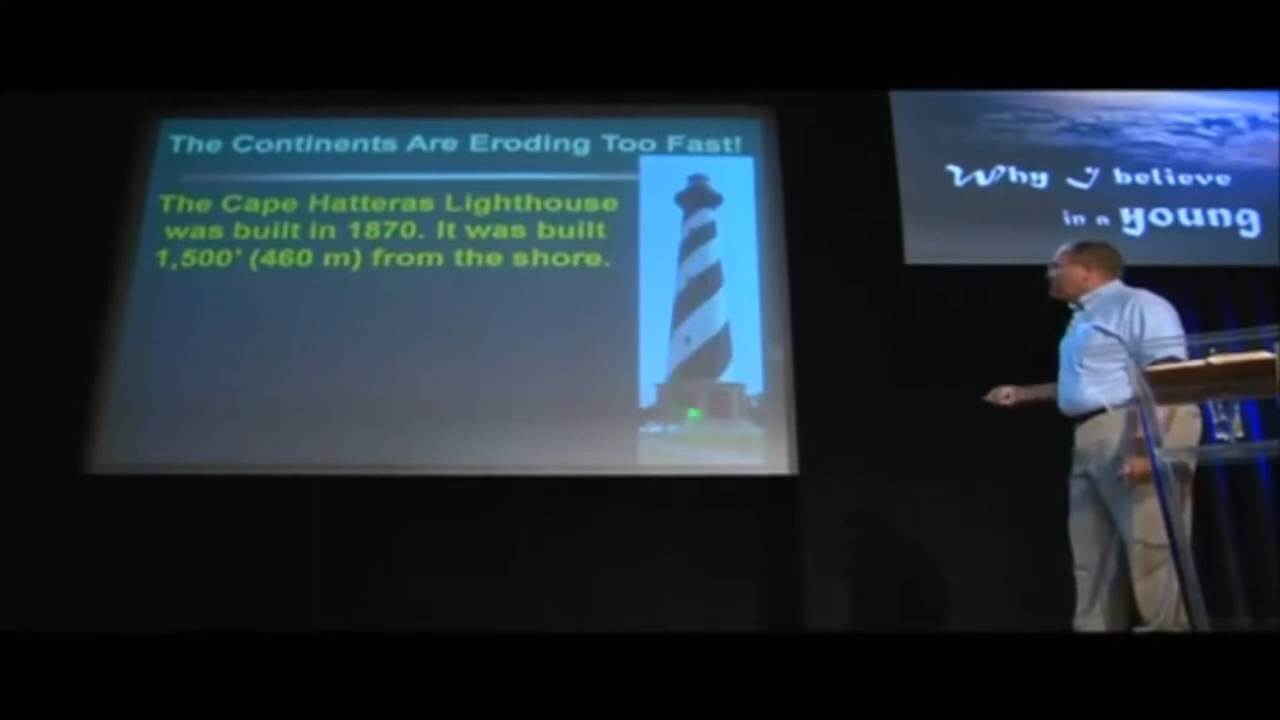 The Continents Are Eroding Too Fast!
The Cape Hatteras Lighthouse
was built in 1870. It was built
1,500' (460 m) from the shore.
Why I believe
in a young